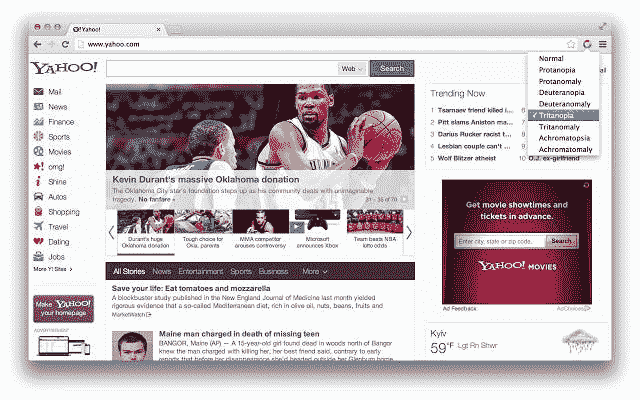 Y! Yahoo!
www.yahoo.com
YAHOO!
Web
Search
Normal
Protanopia
Protanomaly
Deuteranopia
Deuteranomaly
✓ Tritanopia
Tritanomaly
Achromatopsia
Achromatomaly
Mail
News
Finance
Sports
Movies
omg!
Shine
Autos
Shopping
Travel
Dating
Jobs
More Y! Sites >
Make YAHOO!
your homepage
ADVERTISEMENT
Kevin Durant's massive Oklahoma donation
The Oklahoma City star's foundation steps up as his community deals with unimaginable
tragedy. No fanfare »
31 - 35 of 70
Durant's huge
Oklahoma donation
Tough choice for
Okla. parents
MMA competitor
arouses controversy
Microsoft
announces Xbox
Team beats NBA
lotto odds
All Stories News Entertainment Sports Business More
Save your life: Eat tomatoes and mozzarella
A blockbuster study published in the New England Journal of Medicine last month yielded
rigorous evidence that a so-called Mediterranean diet, rich in olive oil, nuts, beans, fruits and
MarketWatch
Maine man charged in death of missing teen
BANGOR, Maine (AP) — A 15-year-old girl found dead in woods north of Bangor
knew the man charged with killing her, her best friend said, contrary to early
reports that before her disappearance she'd headed outside her Glenburn home
Trending Now
1 Tsarnaev friend killed i...
2 Pitt slams Aniston ma...
3 Darius Rucker racist t...
4 Lesbian couple can't ...
5 Wolf Blitzer atheist
10 O.J. ex-girlfriend
Get movie showtimes and
tickets in advance.
Enter city, state or zip code.
Search
YAHOO! MOVIES
Ad Feedback
AdChoices
Kyiv
59°F Lgt Rn Shwr